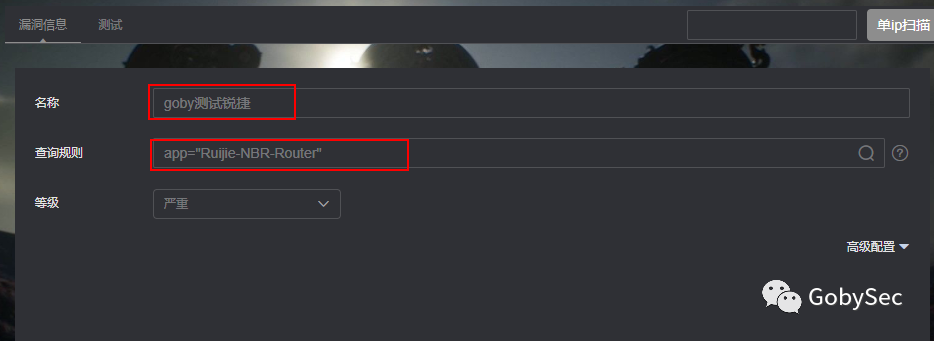 漏洞信息 测试 单ip扫描
名称 goby测试锐捷
查询规则 app="Ruijie-NBR-Router" ?
等级 严重
高级配置
GobySec